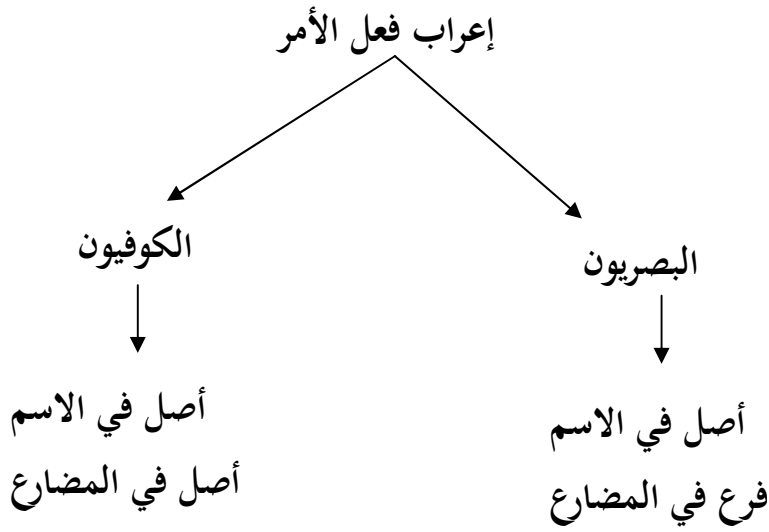 إعراب فعل الأمر
البصريون
الكوفيون
أصل في الاسم
فرع في المضارع
أصل في الاسم
أصل في المضارع